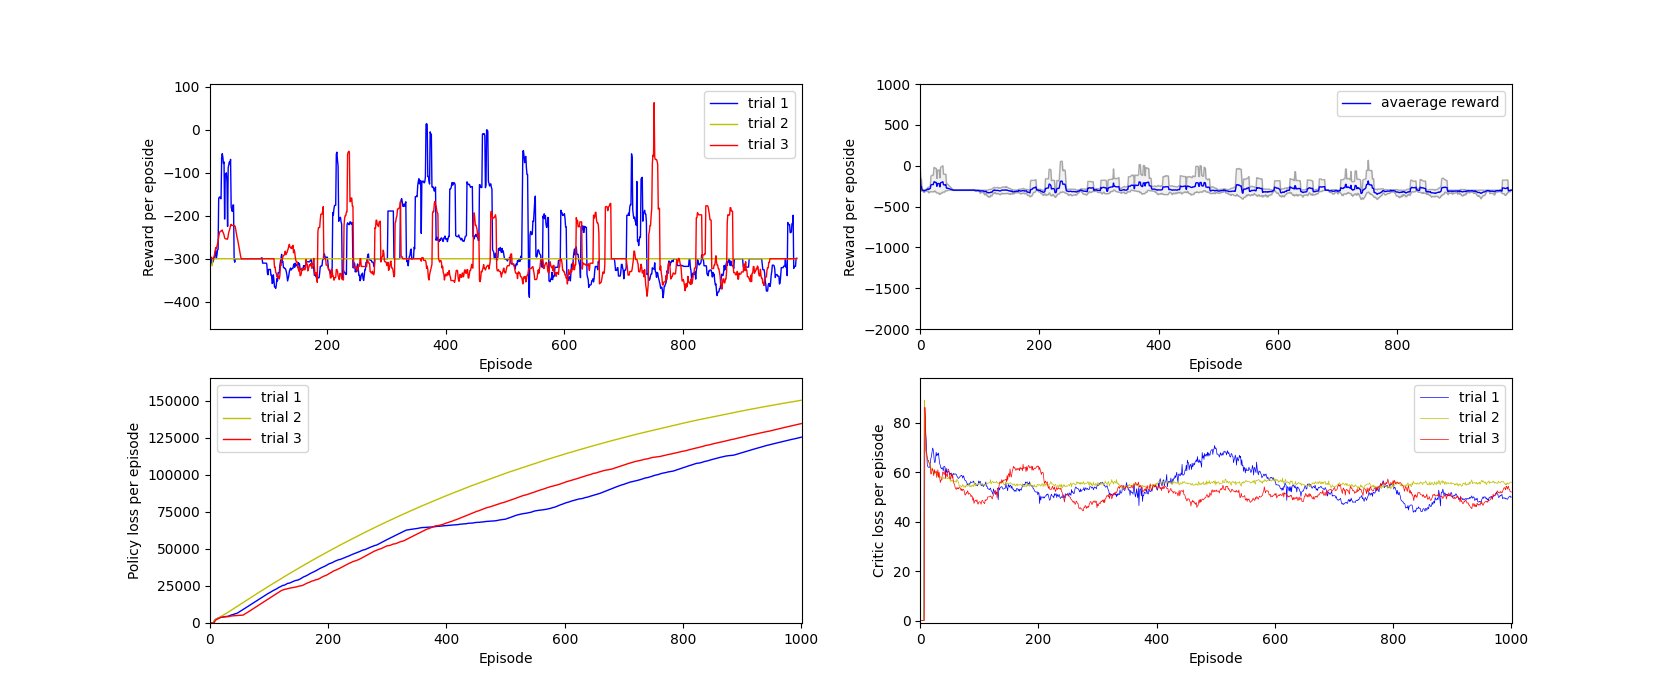 100
0
−100
−200
−300
−400
Reward per eposide
trial 1
trial 2
trial 3
200
400
600
800
Episode
1000
500
0
−500
−1000
−1500
−2000
Reward per eposide
avaerage reward
0
200
400
600
800
Episode
150000
125000
100000
75000
50000
25000
0
Policy loss per episode
trial 1
trial 2
trial 3
0
200
400
600
800
1000
Episode
80
60
40
20
0
Critic loss per episode
trial 1
trial 2
trial 3
0
200
400
600
800
1000
Episode